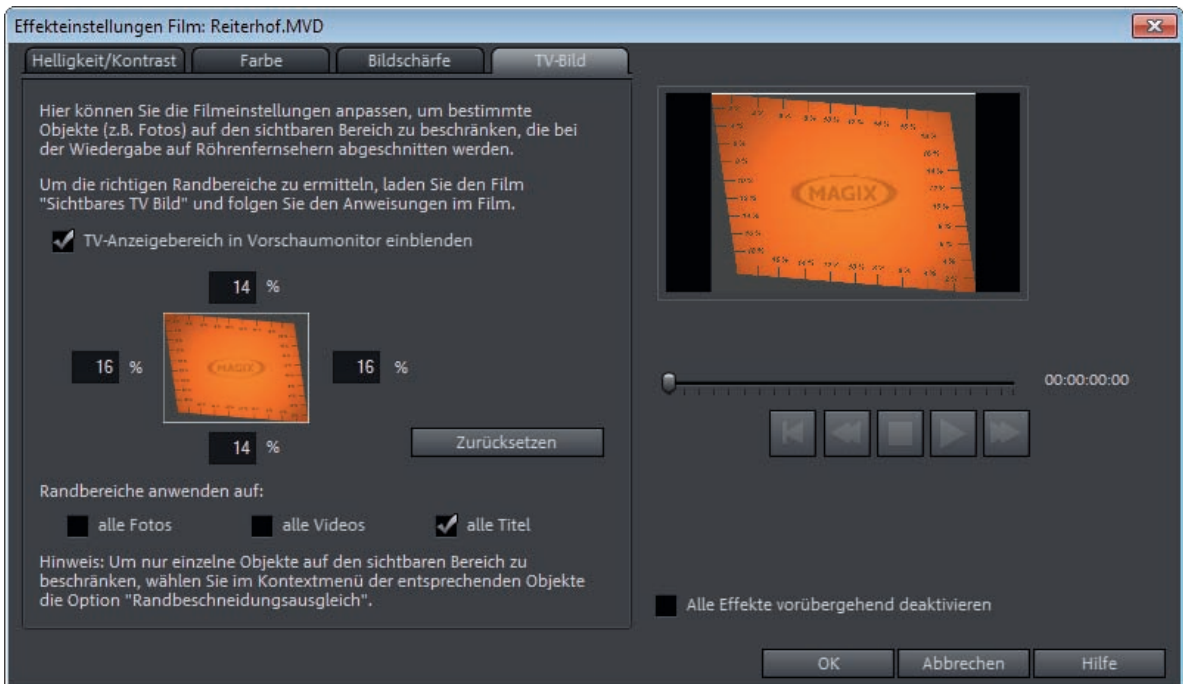 Effekteinstellungen Film: Reiterhof.MVD
Helligkeit/Kontrast
Farbe
Bildschärfe
TV-Bild
Hier können Sie die Filmeinstellungen anpassen, um bestimmte
Objekte (z.B. Fotos) auf den sichtbaren Bereich zu beschränken, die bei
der Wiedergabe auf Röhrenfernsehern abgeschnitten werden.
Um die richtigen Randbereiche zu ermitteln, laden Sie den Film
"Sichtbares TV Bild" und folgen Sie den Anweisungen im Film.
TV-Anzeigebereich in Vorschaumonitor einblenden
14 %
16 %
MAGIX
16 %
14 %
Zurücksetzen
Randbereiche anwenden auf:
alle Fotos
alle Videos
alle Titel
Hinweis: Um nur einzelne Objekte auf den sichtbaren Bereich zu
beschränken, wählen Sie im Kontextmenü der entsprechenden Objekte
die Option "Randbeschneidungsausgleich".
MAGIX
00:00:00:00
Alle Effekte vorübergehend deaktivieren
OK
Abbrechen
Hilfe